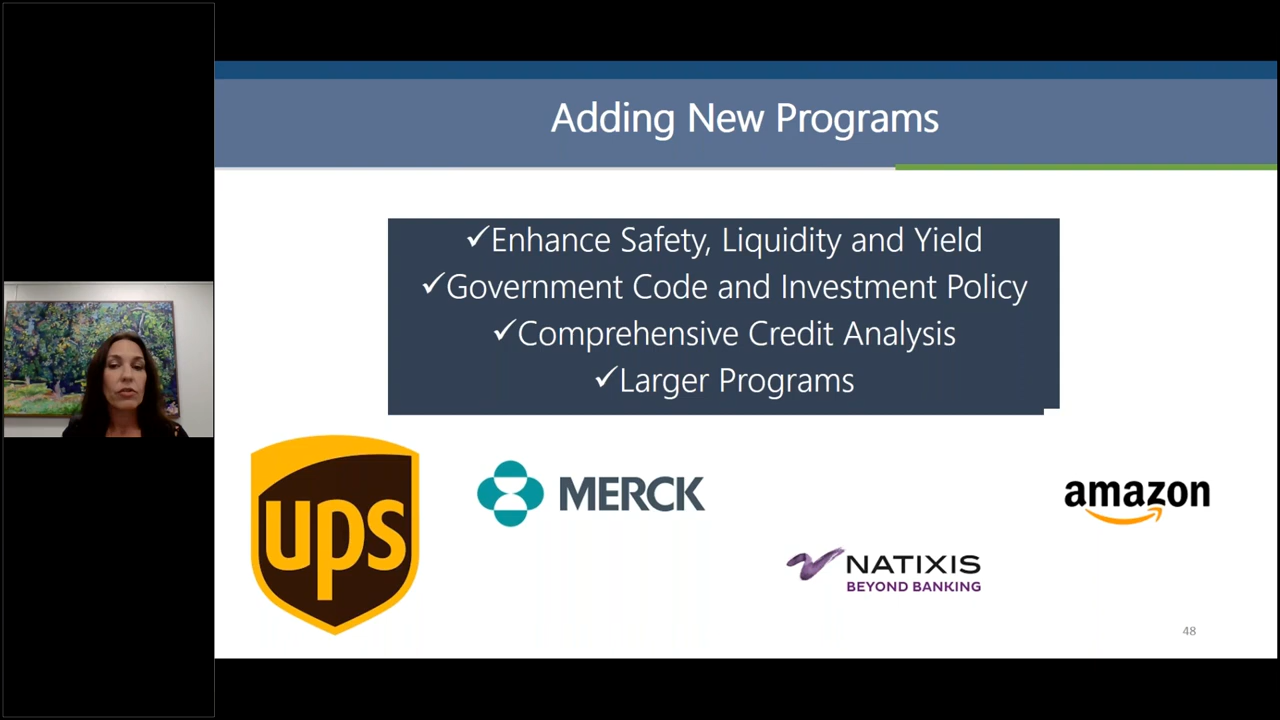 Adding New Programs
✓Enhance Safety, Liquidity and Yield
✓Government Code and Investment Policy
✓Comprehensive Credit Analysis
✓Larger Programs
ups
MERCK
amazon
NATIXIS
BEYOND BANKING
48